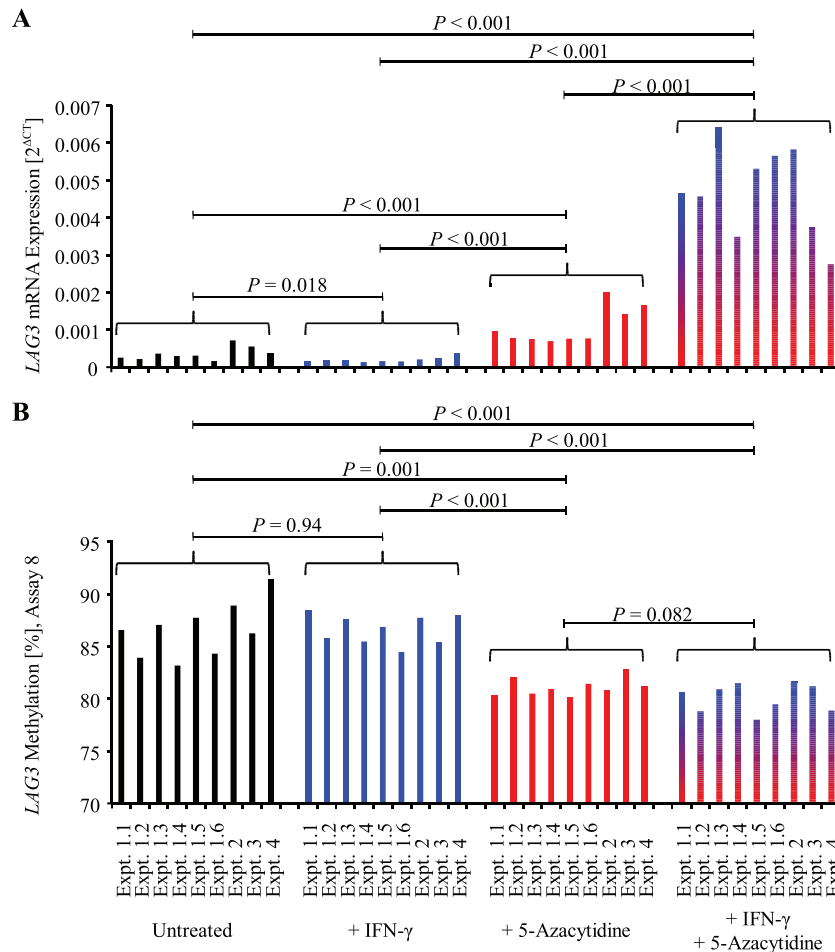 A
P < 0.001
P < 0.001
P < 0.001
P < 0.001
P < 0.001
P = 0.018
LAG3 mRNA Expression [2^ΔCT]
0.007
0.006
0.005
0.004
0.003
0.002
0.001
0
B
P < 0.001
P < 0.001
P = 0.001
P < 0.001
P = 0.94
P = 0.082
LAG3 Methylation [%], Assay 8
95
90
85
80
75
70
Expt. 1.1
Expt. 1.2
Expt. 1.3
Expt. 1.4
Expt. 1.5
Expt. 1.6
Expt. 2
Expt. 3
Expt. 4
Expt. 1.1
Expt. 1.2
Expt. 1.3
Expt. 1.4
Expt. 1.5
Expt. 1.6
Expt. 2
Expt. 3
Expt. 4
Expt. 1.1
Expt. 1.2
Expt. 1.3
Expt. 1.4
Expt. 1.5
Expt. 1.6
Expt. 2
Expt. 3
Expt. 4
Expt. 1.1
Expt. 1.2
Expt. 1.3
Expt. 1.4
Expt. 1.5
Expt. 1.6
Expt. 2
Expt. 3
Expt. 4
Untreated
+ IFN-γ
+ 5-Azacytidine
+ IFN-γ
+ 5-Azacytidine